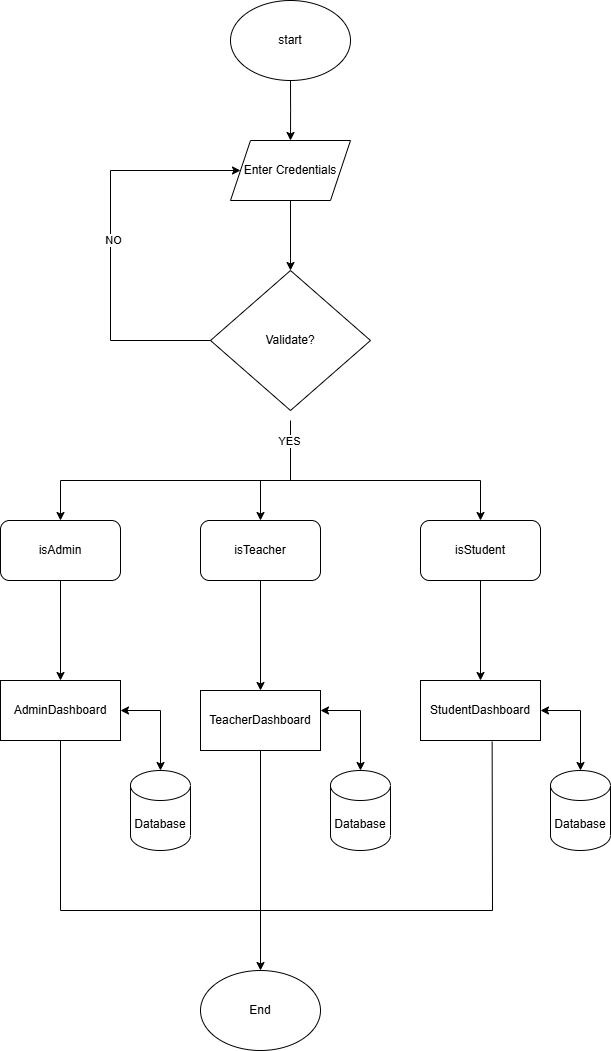 start
Enter Credentials
NO
Validate?
YES
isAdmin
isTeacher
isStudent
AdminDashboard
TeacherDashboard
StudentDashboard
Database
Database
Database
End